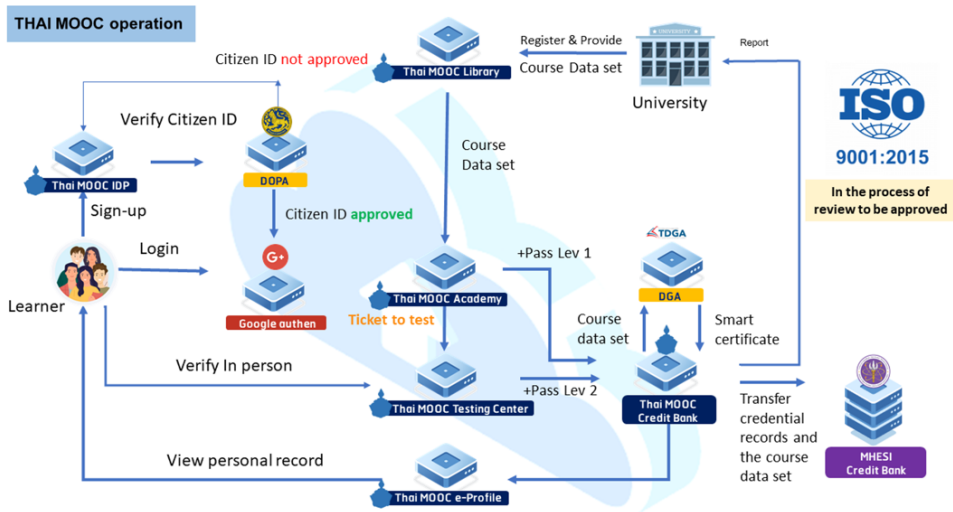 THAI MOOC operation
Citizen ID not approved
Thai MOOC Library
Register & Provide
Course Data set
UNIVERSITY
University
Report
ISO
9001:2015
In the process of
review to be approved
Verify Citizen ID
Thai MOOC IDP
DOPA
Course
Data set
Sign-up
Citizen ID approved
Login
G+
Learner
Google authen
+Pass Lev 1
TDGA
DGA
Thai MOOC Academy
Ticket to test
Course
data set
Smart
certificate
Verify In person
+Pass Lev 2
Thai MOOC Testing Center
Thai MOOC
Credit Bank
Transfer
credential
records and
the course
data set
MHESI
Credit Bank
View personal record
Thai MOOC e-Profile